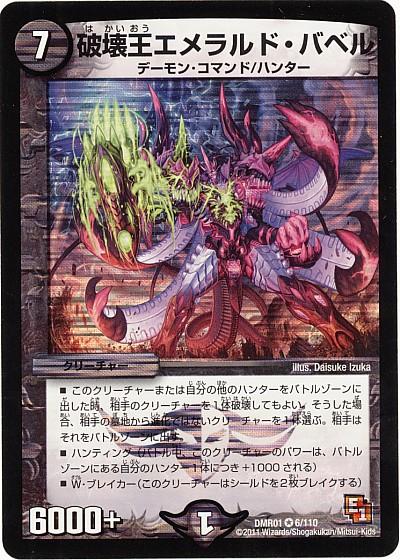 7
はかいおう
破壊王エメラルド・バベル
デーモン・コマンド/ハンター
クリーチャー
illus. Daisuke Izuka
■ このクリーチャーまたは自分の他のハンターをバトルゾーンに
出した時、相手のクリーチャーを1体破壊してもよい。そうした場
合、相手の墓地から進化ではないクリーチャーを1体選ぶ。相手は
それをバトルゾーンに出す。
■ ハンティング(バトル中、このクリーチャーのパワーは、バトル
ゾーンにある自分のハンター1体につき+1000される)
■ W・ブレイカー(このクリーチャーはシールドを2枚ブレイクする)
6000+
1
DMR01 6/110
©2011 Wizards/Shogakukan/Mitsui-Kids
E1